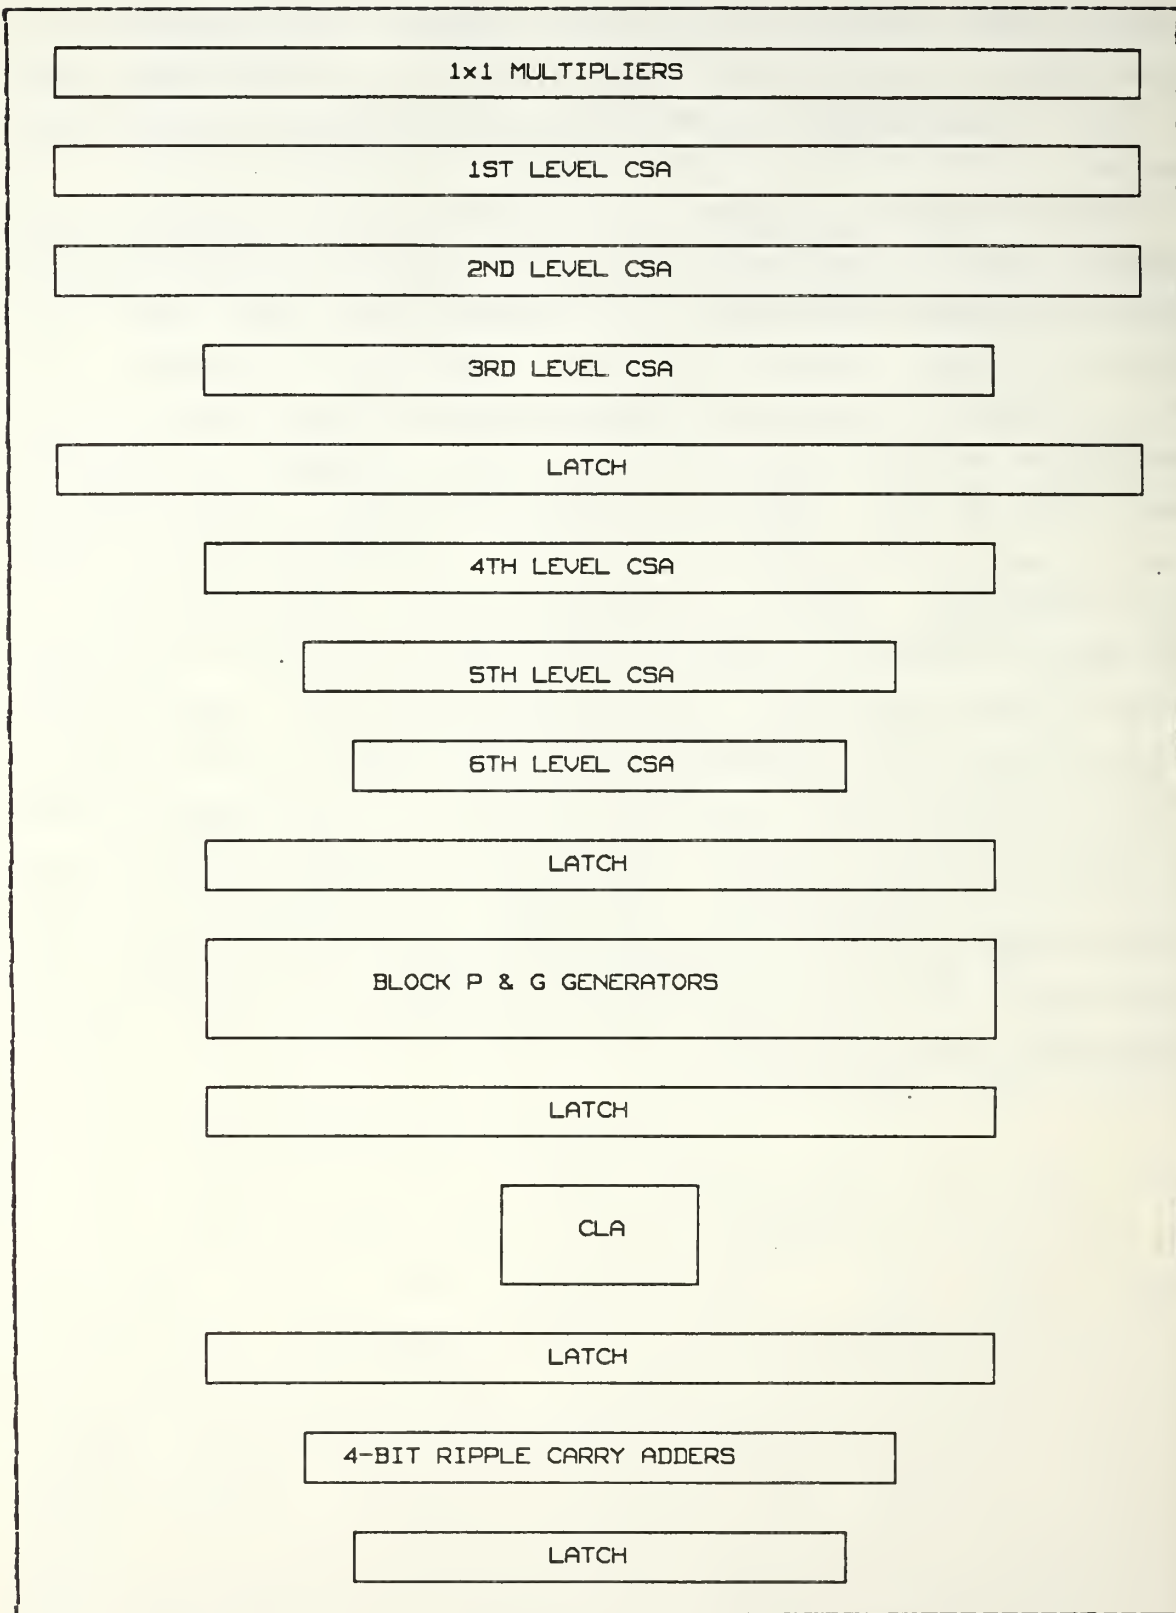 1x1 MULTIPLIERS
1ST LEVEL CSA
2ND LEVEL CSA
3RD LEVEL CSA
LATCH
4TH LEVEL CSA
5TH LEVEL CSA
6TH LEVEL CSA
LATCH
BLOCK P & G GENERATORS
LATCH
CLA
LATCH
4-BIT RIPPLE CARRY ADDERS
LATCH